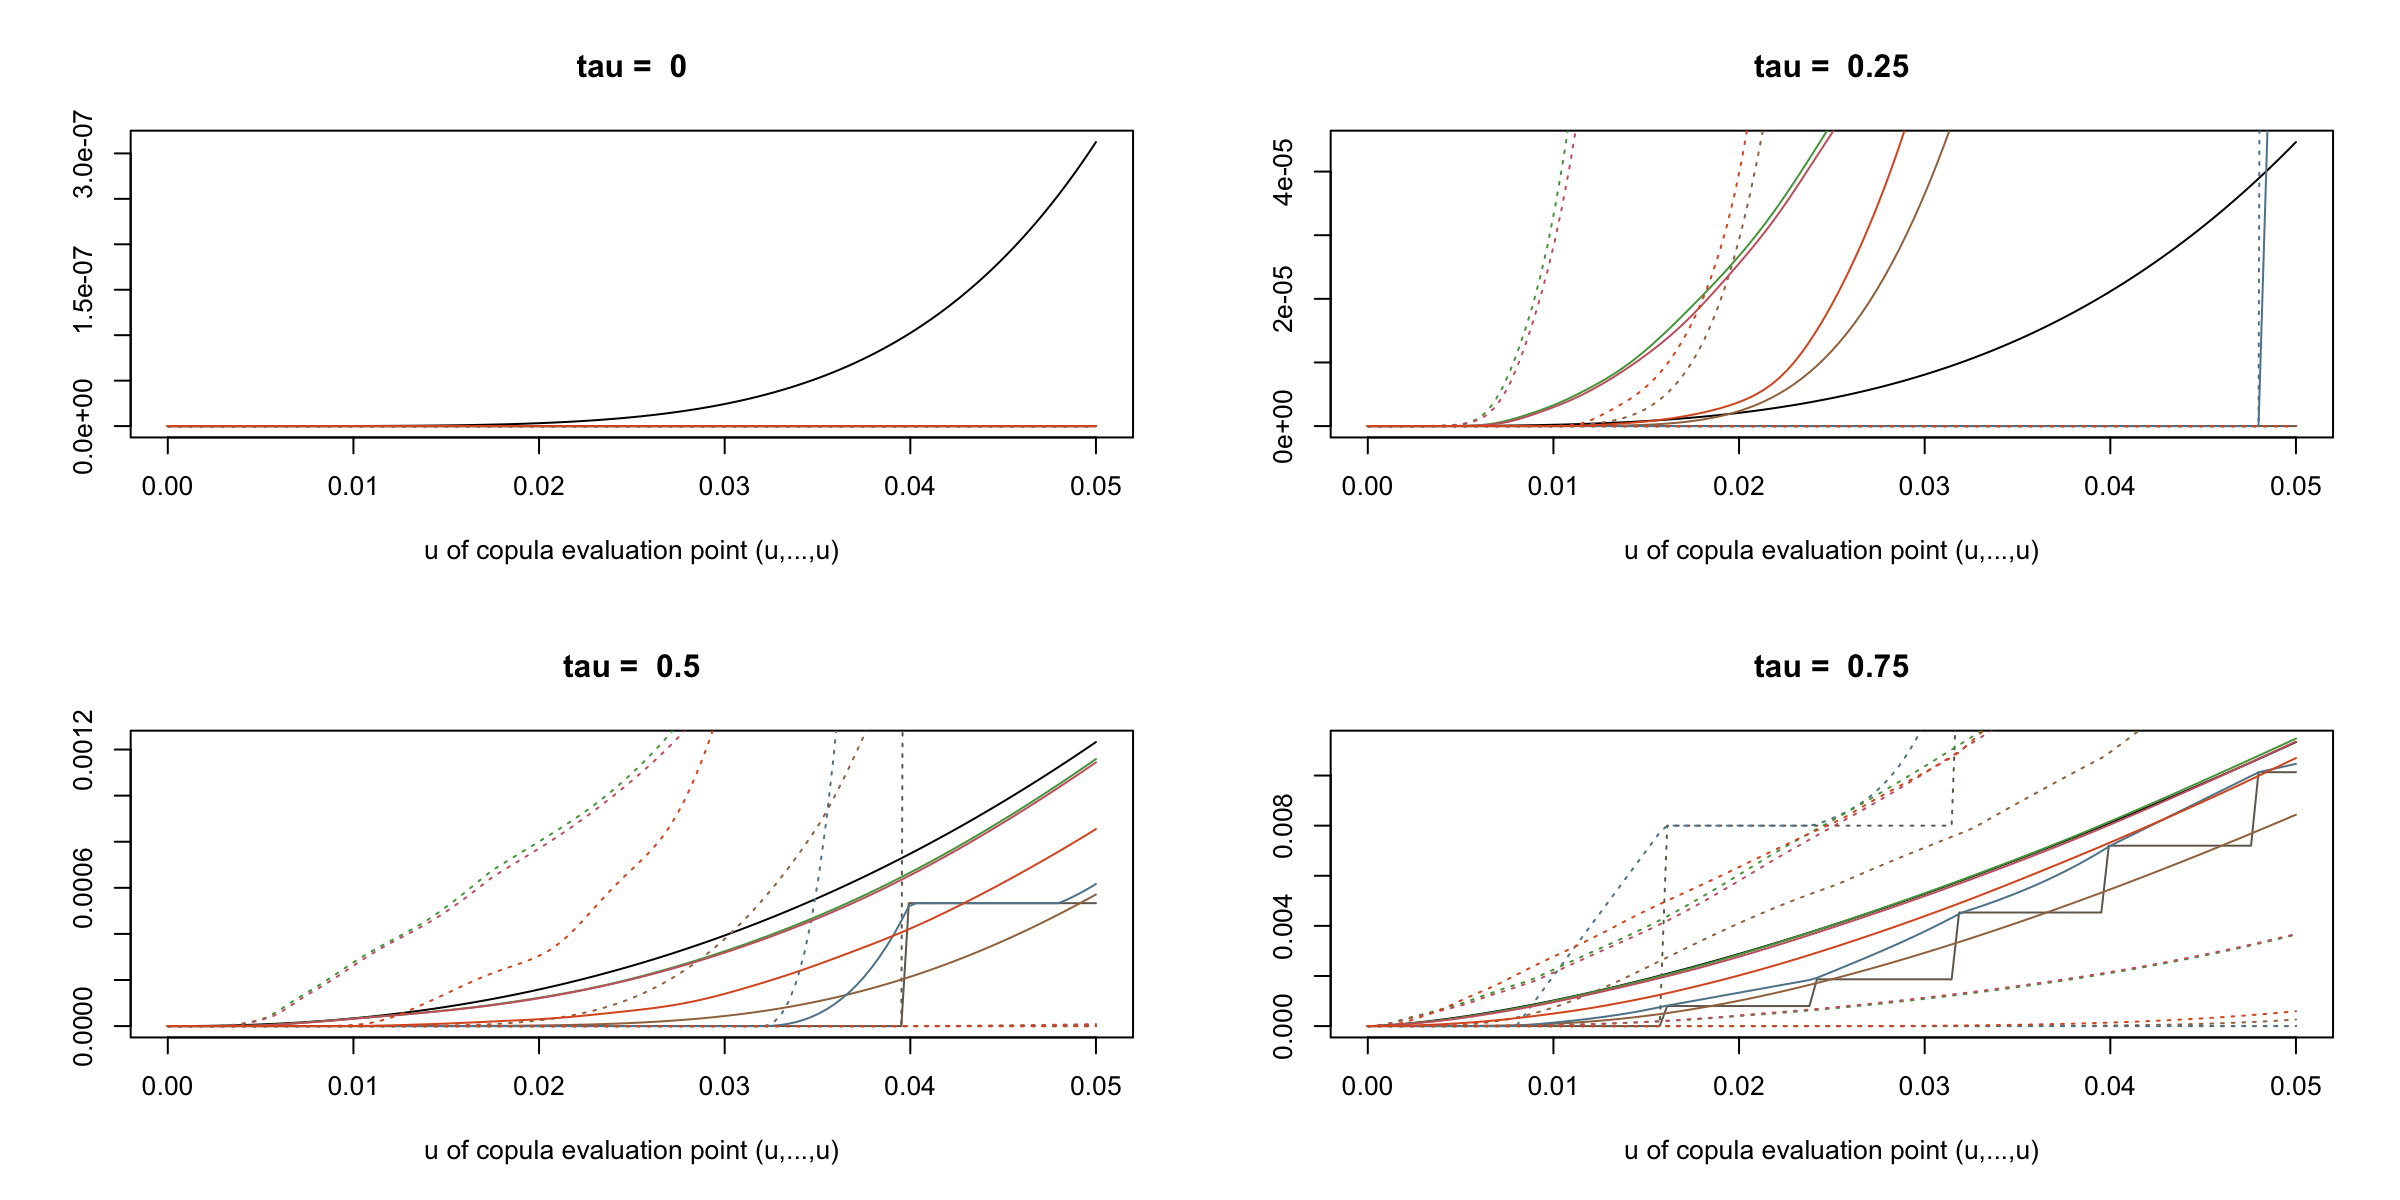 tau =  0
3.0e-07
1.5e-07
0.0e+00
0.00 0.01 0.02 0.03 0.04 0.05
u of copula evaluation point (u,...,u)
tau =  0.25
4e-05
2e-05
0e+00
0.00 0.01 0.02 0.03 0.04 0.05
u of copula evaluation point (u,...,u)
tau =  0.5
0.0012
0.0006
0.0000
0.00 0.01 0.02 0.03 0.04 0.05
u of copula evaluation point (u,...,u)
tau =  0.75
0.008
0.004
0.000
0.00 0.01 0.02 0.03 0.04 0.05
u of copula evaluation point (u,...,u)